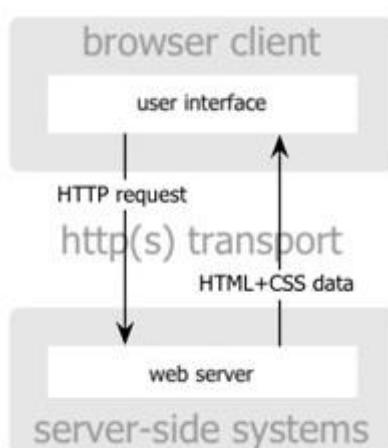 browser client
user interface
HTTP request
http(s) transport
HTML+CSS data
web server
server-side systems